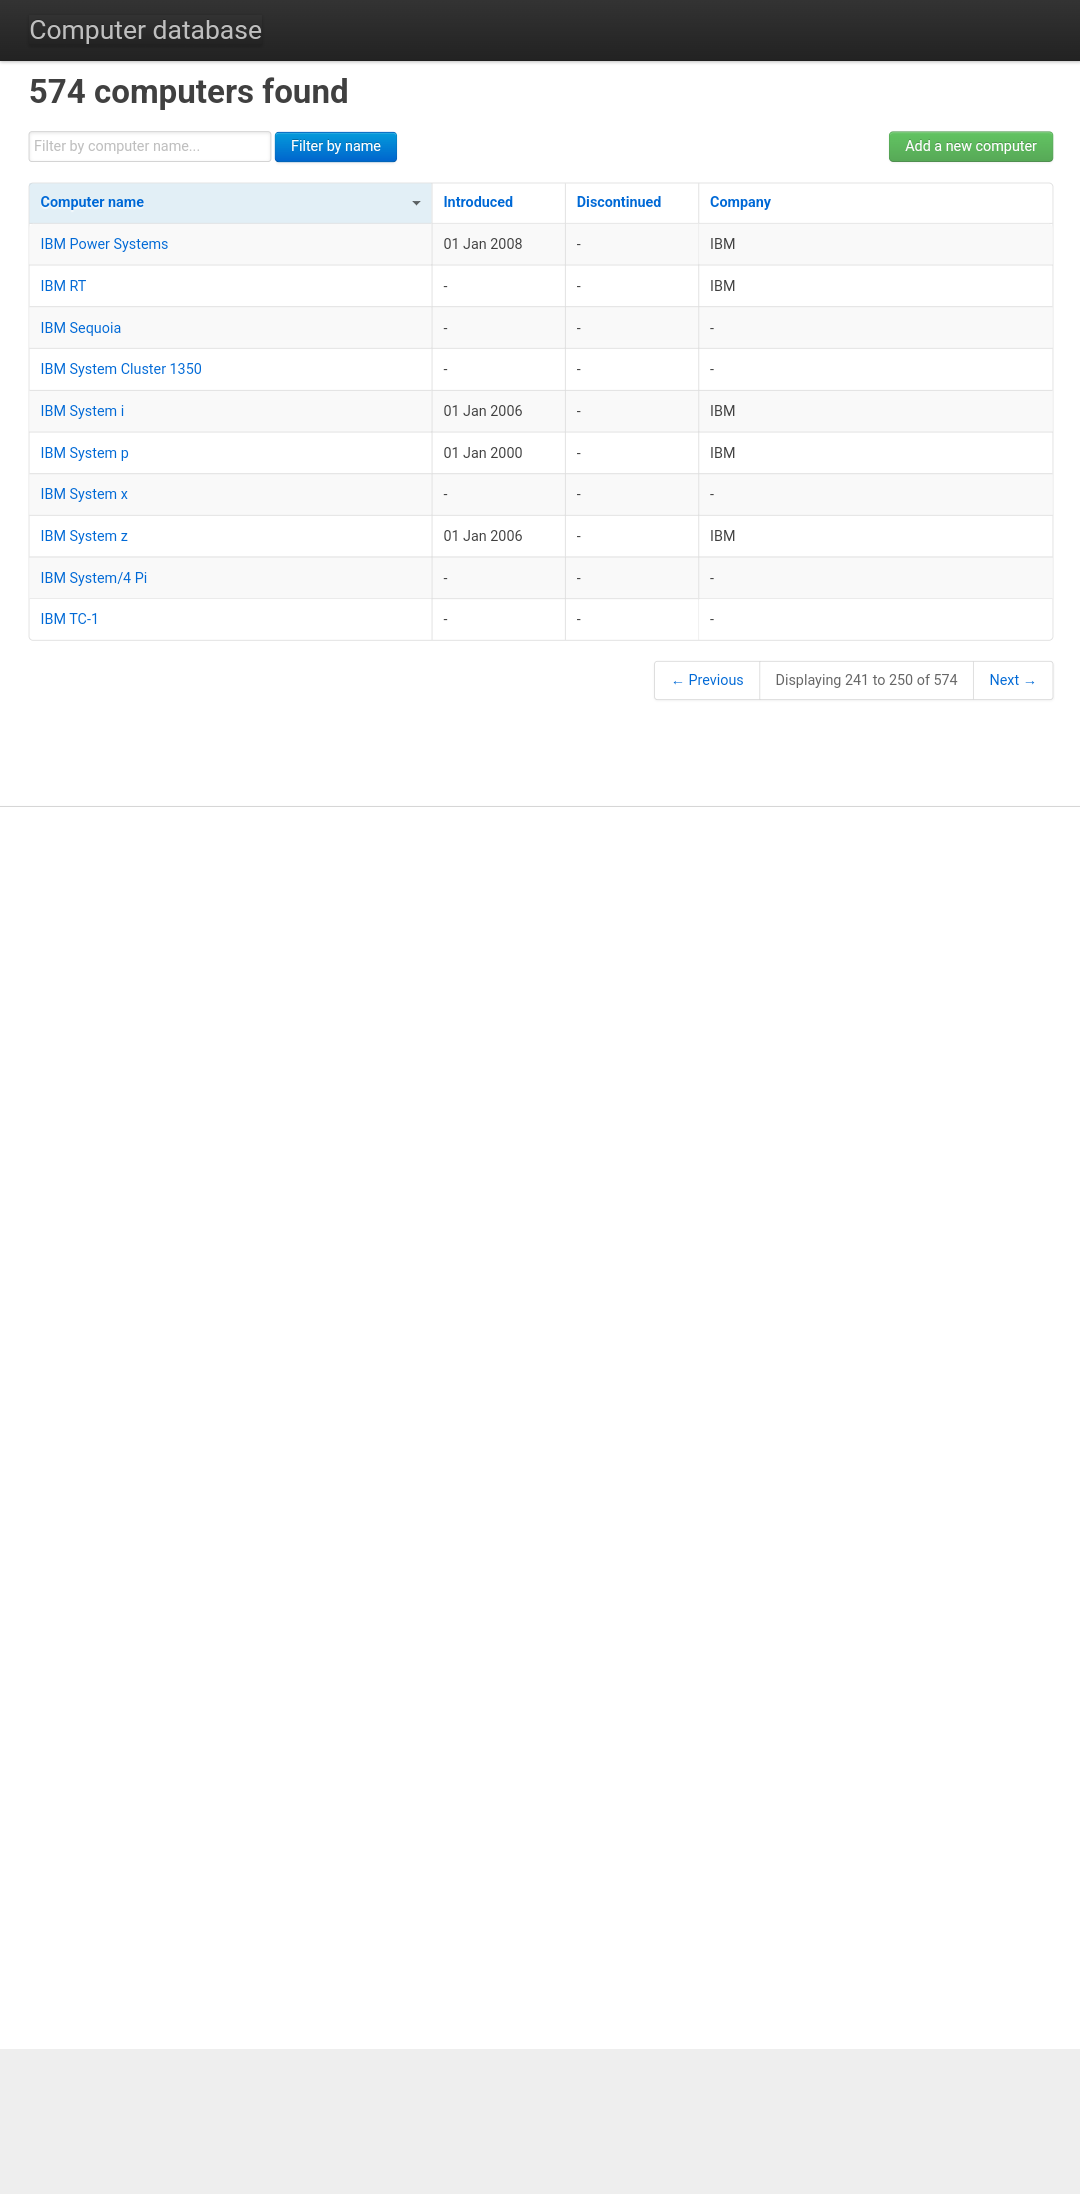 Computer database
574 computers found
Filter by computer name... Filter by name Add a new computer
Computer name Introduced Discontinued Company
IBM Power Systems 01 Jan 2008 - IBM
IBM RT - - IBM
IBM Sequoia - - -
IBM System Cluster 1350 - - -
IBM System i 01 Jan 2006 - IBM
IBM System p 01 Jan 2000 - IBM
IBM System x - - -
IBM System z 01 Jan 2006 - IBM
IBM System/4 Pi - - -
IBM TC-1 - - -
← Previous Displaying 241 to 250 of 574 Next →